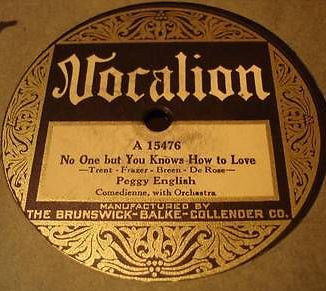 Vocalion
A 15476
No One but You Knows How to Love
—Trent - Frazer - Breen - De Rose—
Peggy English
Comedienne, with Orchestra
MANUFACTURED BY
THE BRUNSWICK-BALKE-COLLENDER CO.